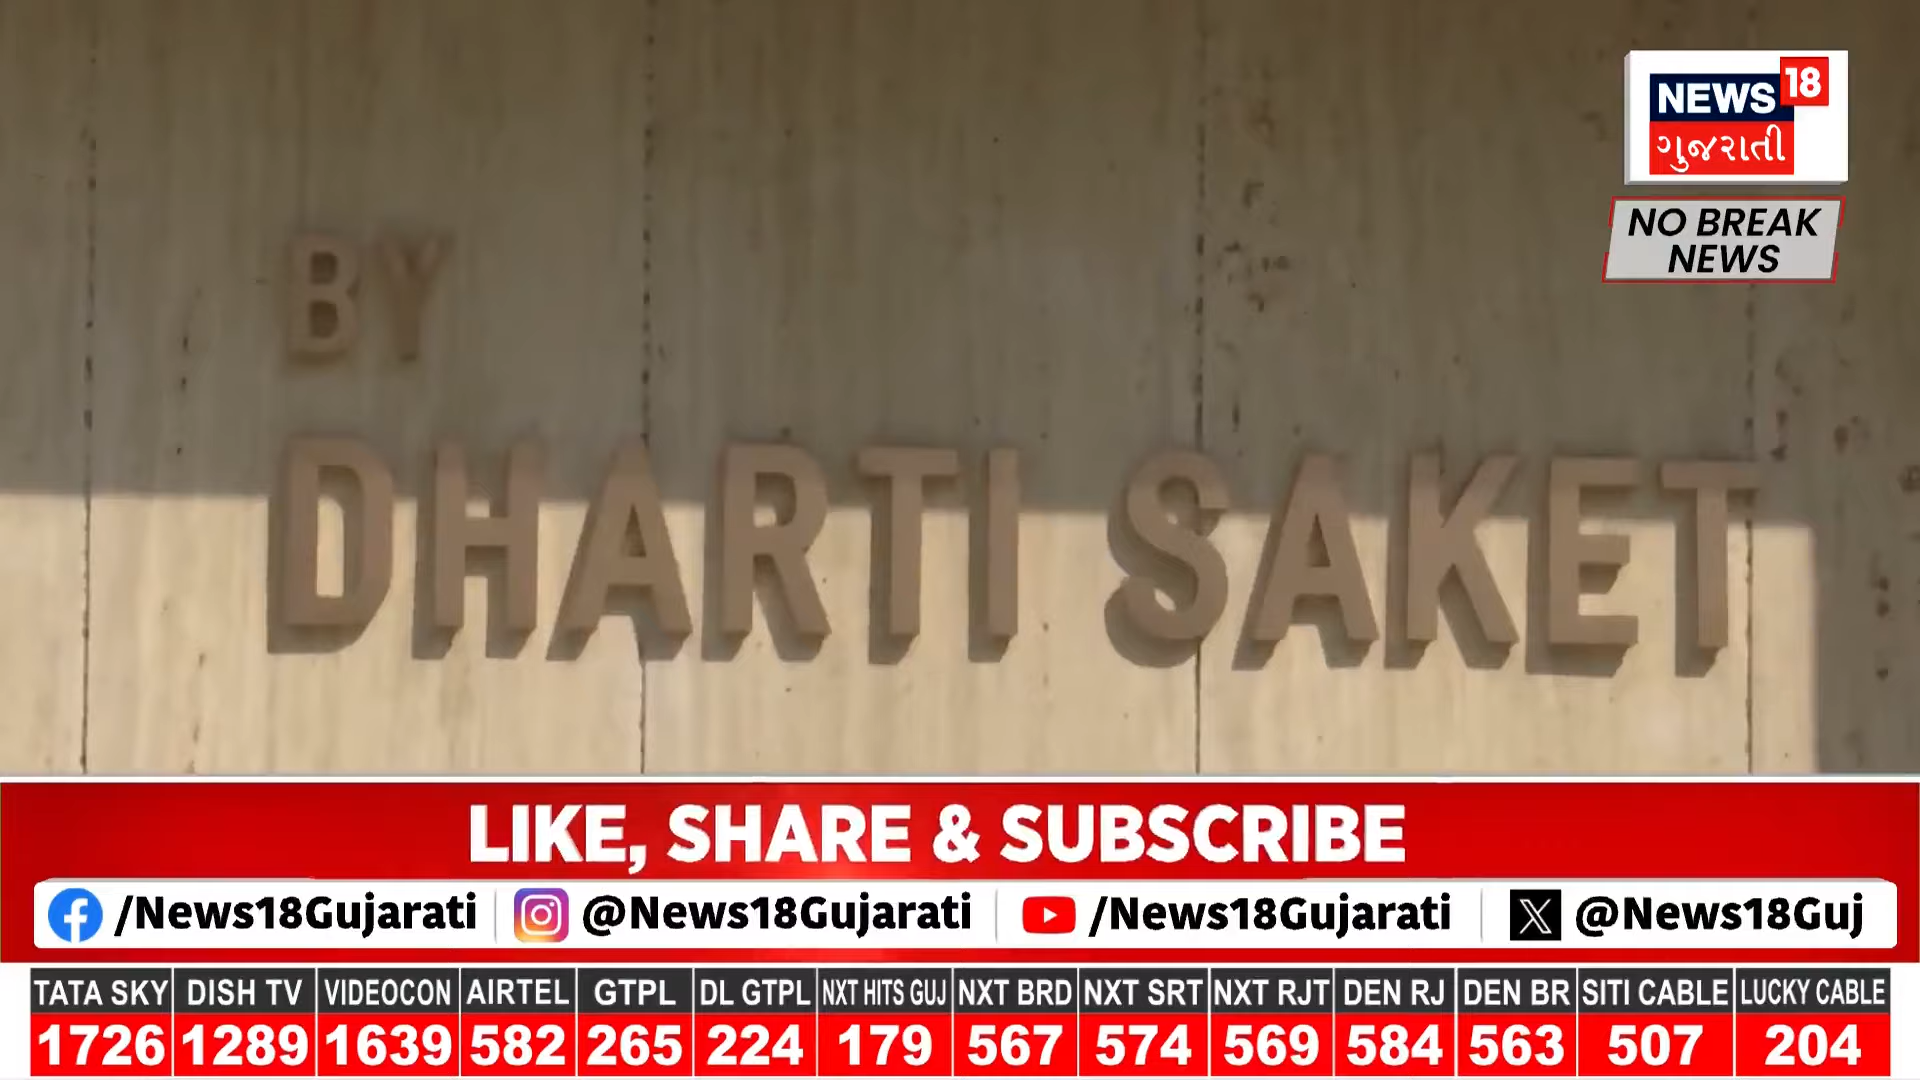 NEWS 18
ગુજરાતી
NO BREAK
NEWS
BY
DHARTI SAKET
LIKE, SHARE & SUBSCRIBE
/News18Gujarati @News18Gujarati /News18Gujarati @News18Guj
TATA SKY DISH TV VIDEOCON AIRTEL GTPL DL GTPL NXT HITS GUJ NXT BRD NXT SRT NXT RJT DEN RJ DEN BR SITI CABLE LUCKY CABLE
1726 1289 1639 582 265 224 179 567 574 569 584 563 507 204